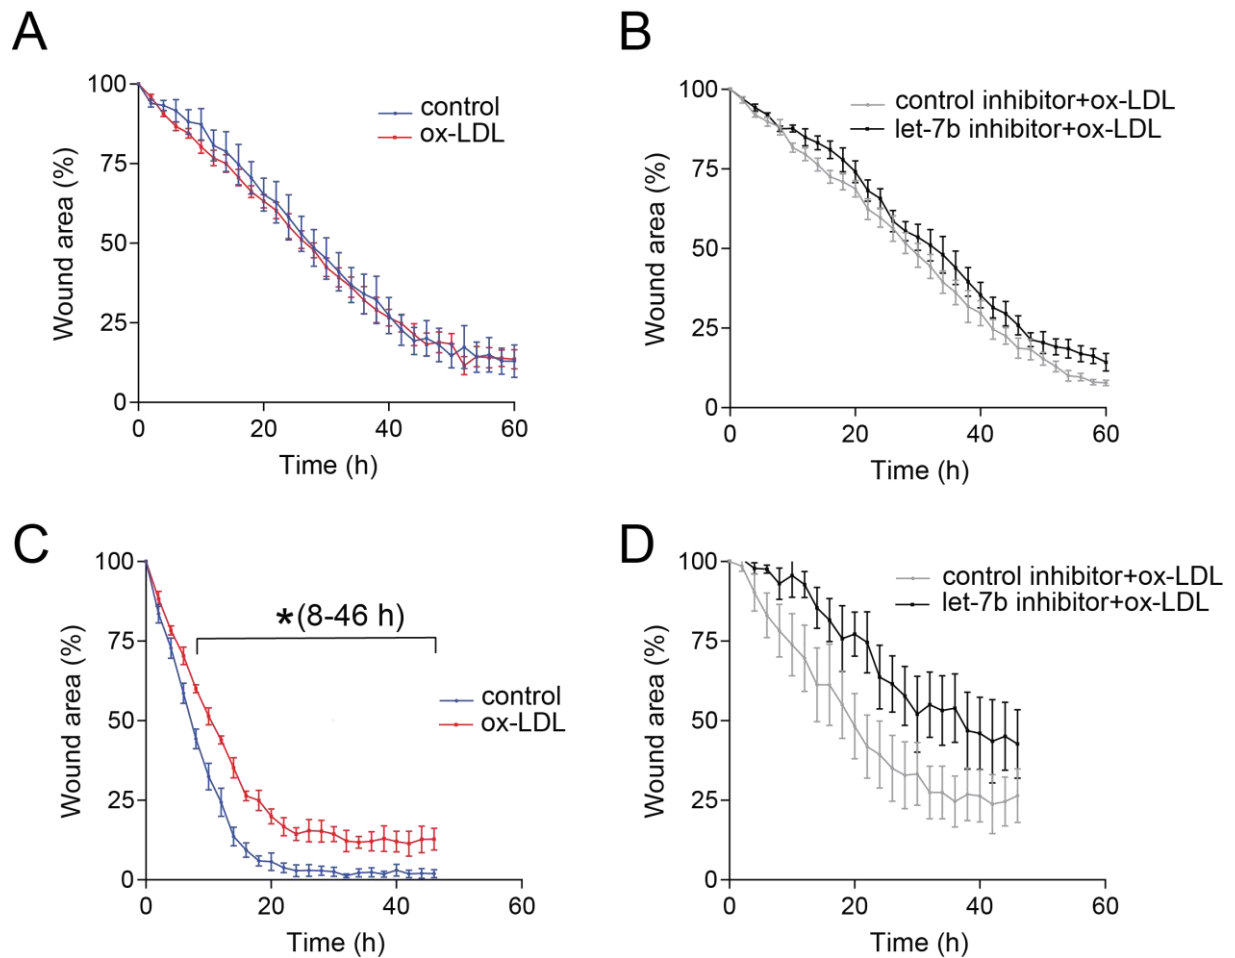 A
100
75
50
25
0
Wound area (%)
control
ox-LDL
0 20 40 60
Time (h)
B
100
75
50
25
0
Wound area (%)
control inhibitor+ox-LDL
let-7b inhibitor+ox-LDL
0 20 40 60
Time (h)
C
100
75
50
25
0
Wound area (%)
*(8-46 h)
control
ox-LDL
0 20 40 60
Time (h)
D
100
75
50
25
0
Wound area (%)
control inhibitor+ox-LDL
let-7b inhibitor+ox-LDL
0 20 40 60
Time (h)